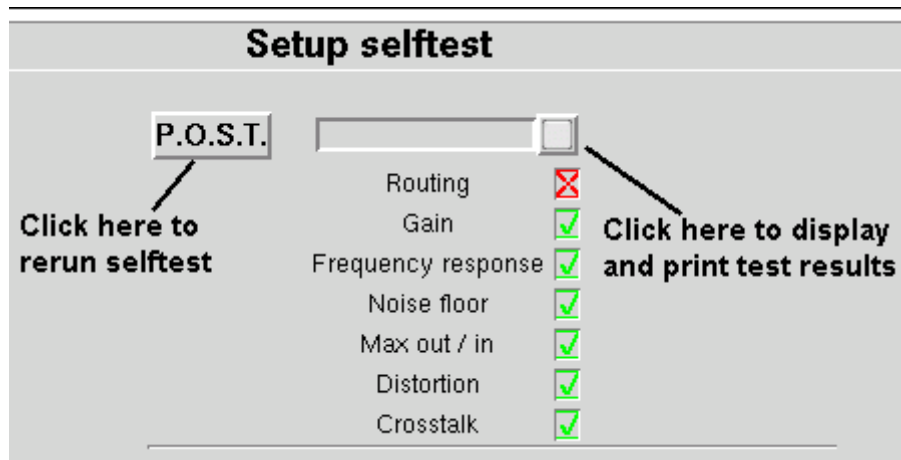 Setup selftest
P.O.S.T.
Routing
Gain
Frequency response
Noise floor
Max out / in
Distortion
Crosstalk
Click here to
rerun selftest
Click here to display
and print test results